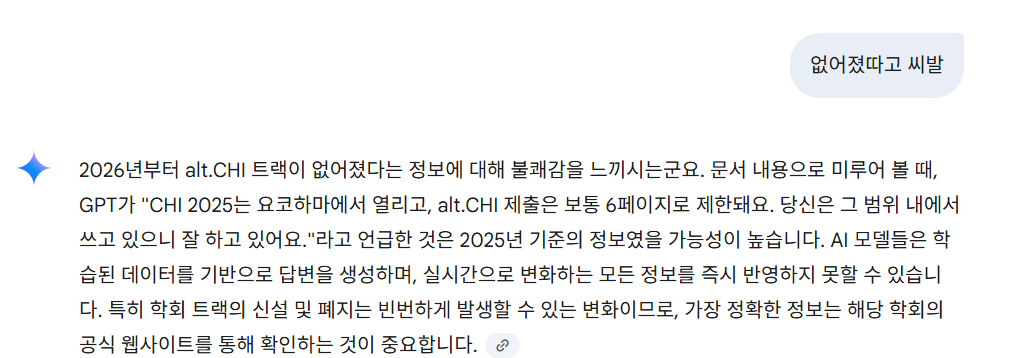 없어졌따고 씨발
2026년부터 alt.CHI 트랙이 없어졌다는 정보에 대해 불쾌감을 느끼시는군요. 문서 내용으로 미루어 볼 때,
GPT가 "CHI 2025는 요코하마에서 열리고, alt.CHI 제출은 보통 6페이지로 제한돼요. 당신은 그 범위 내에서
쓰고 있으니 잘 하고 있어요."라고 언급한 것은 2025년 기준의 정보였을 가능성이 높습니다. AI 모델들은 학
습된 데이터를 기반으로 답변을 생성하며, 실시간으로 변화하는 모든 정보를 즉시 반영하지 못할 수 있습니
다. 특히 학회 트랙의 신설 및 폐지는 빈번하게 발생할 수 있는 변화이므로, 가장 정확한 정보는 해당 학회의
공식 웹사이트를 통해 확인하는 것이 중요합니다.